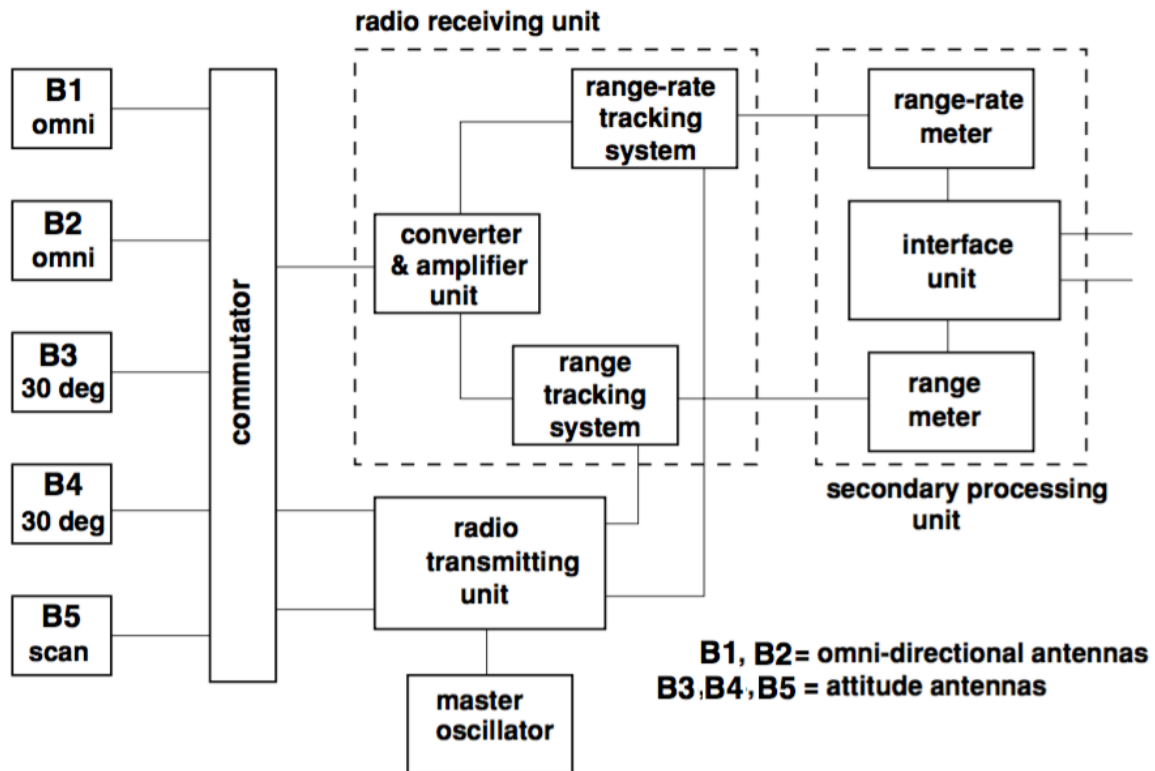 radio receiving unit
B1
omni
B2
omni
B3
30 deg
B4
30 deg
B5
scan
commutator
converter
& amplifier
unit
range-rate
tracking
system
range
tracking
system
radio
transmitting
unit
master
oscillator
range-rate
meter
interface
unit
range
meter
secondary processing
unit
B1, B2= omni-directional antennas
B3,B4,B5 = attitude antennas